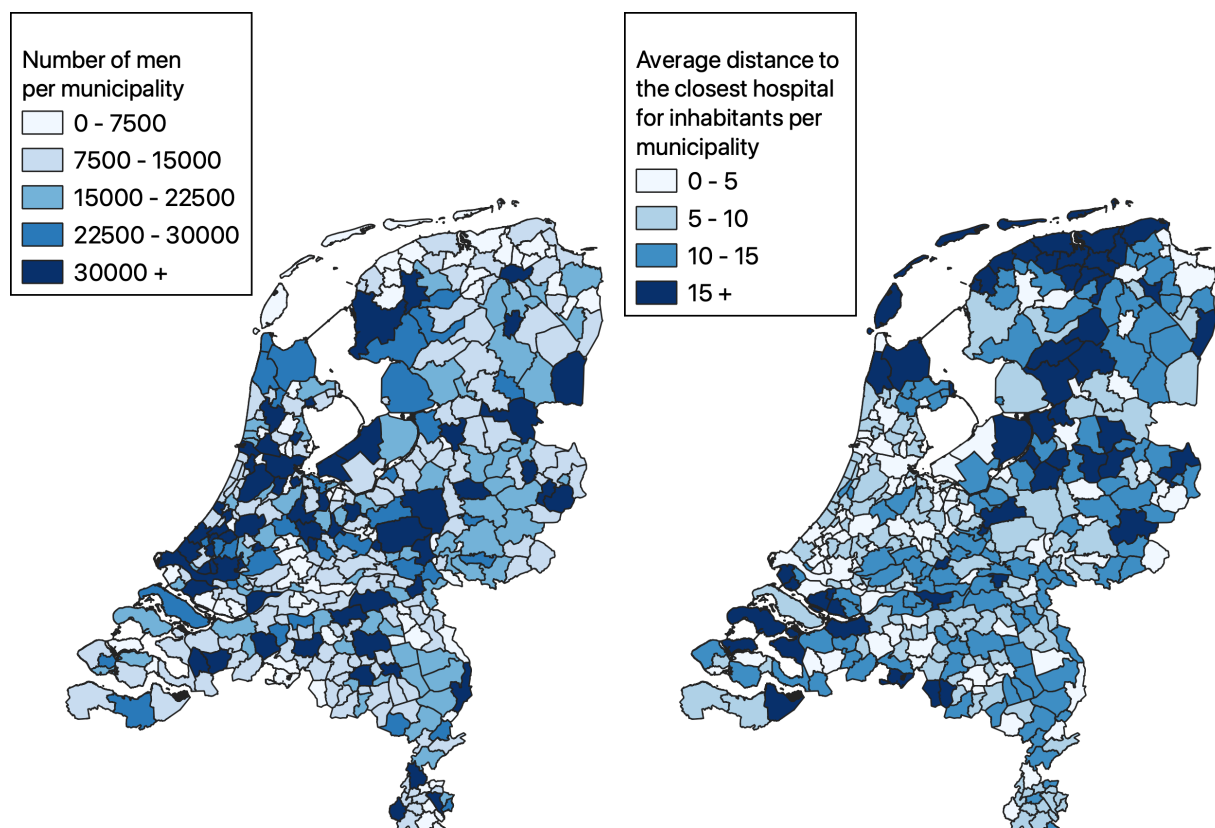 Number of men
per municipality
0 - 7500
7500 - 15000
15000 - 22500
22500 - 30000
30000 +
Average distance to
the closest hospital
for inhabitants per
municipality
0 - 5
5 - 10
10 - 15
15 +